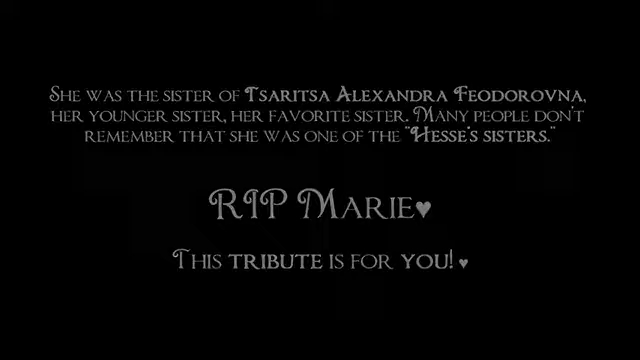 She was the sister of Tsaritsa Alexandra Feodorovna,
her younger sister, her favorite sister. Many people don't
remember that she was one of the "Hesse's sisters."
RIP Marie♥
This tribute is for you! ♥